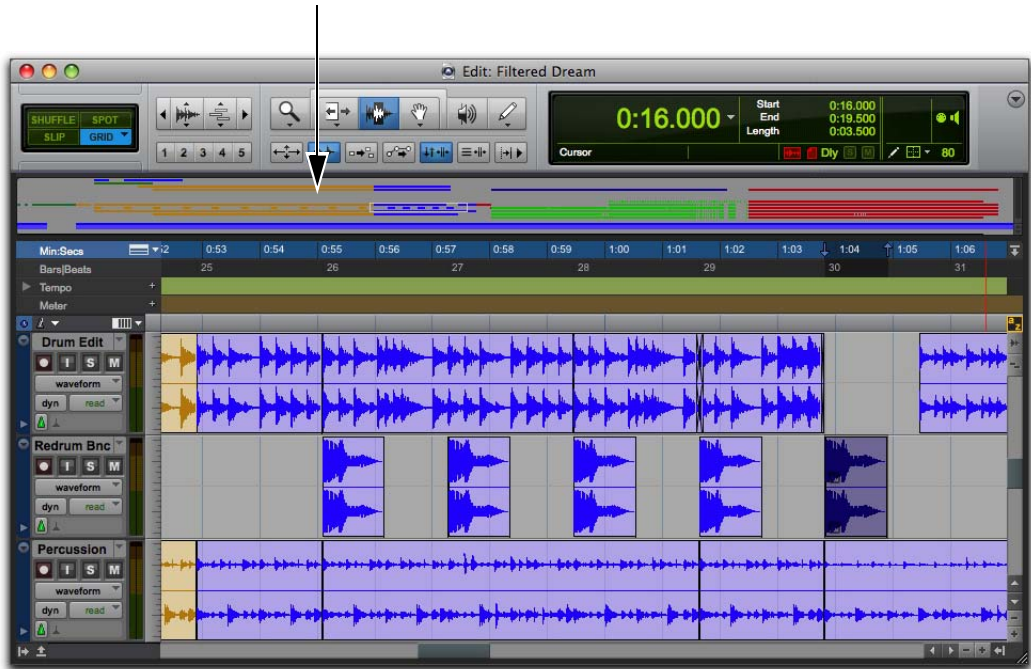 Edit: Filtered Dream
SHUFFLE SPOT
SLIP GRID
1 2 3 4 5
0:16.000
Start 0:16.000
End 0:19.500
Length 0:03.500
Cursor
Dly S M
80
Min:Secs 0:53 0:54 0:55 0:56 0:57 0:58 0:59 1:00 1:01 1:02 1:03 1:04 1:05 1:06
Bars|Beats 25 26 27 28 29 30 31
Tempo +
Meter +
a z
Drum Edit
I S M
waveform
dyn read
Redrum Bnc
I S M
waveform
dyn read
Percussion
I S M
waveform
dyn read